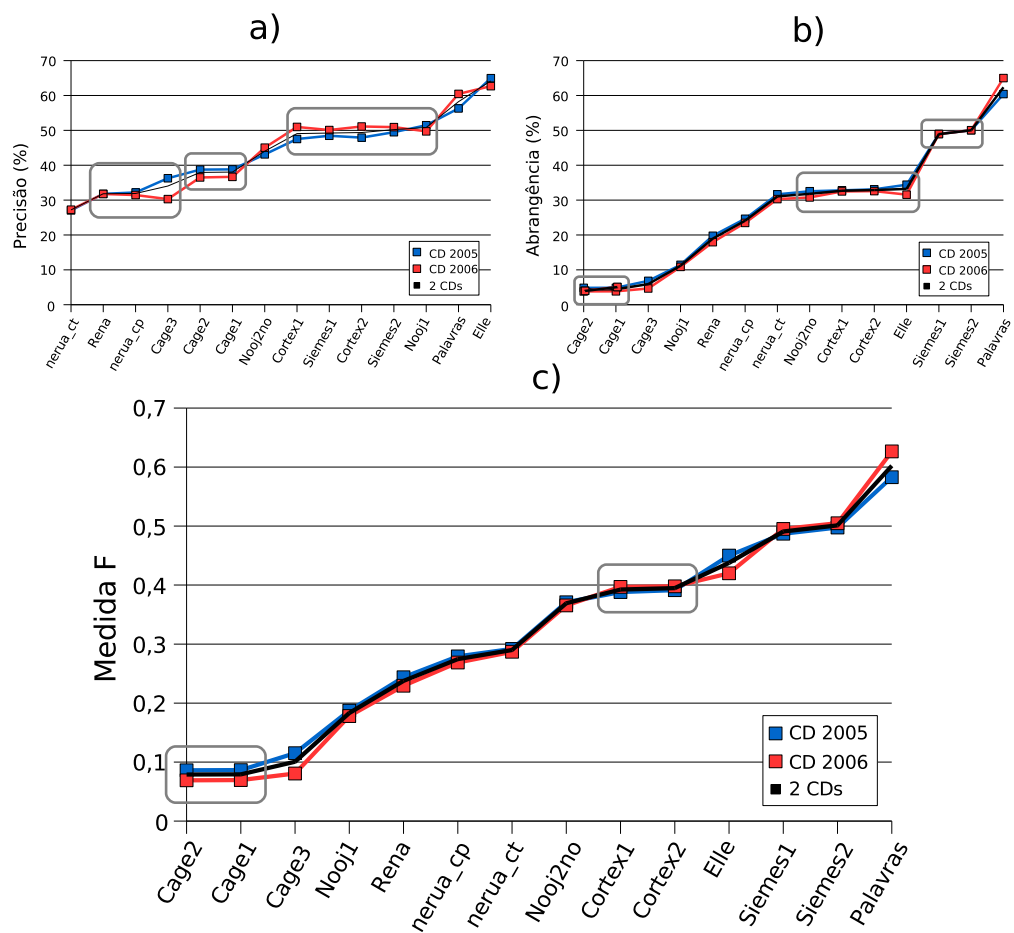 a)
Precisão (%)
70
60
50
40
30
20
10
0
CD 2005
CD 2006
2 CDs
nerua_ct
Rena
nerua_cp
Cage3
Cage2
Cage1
Nooj2no
Cortex1
Siemes1
Cortex2
Siemes2
Nooj1
Palavras
Elle
b)
Abrangência (%)
70
60
50
40
30
20
10
0
CD 2005
CD 2006
2 CDs
Cage2
Cage1
Cage3
Nooj1
Rena
nerua_cp
nerua_ct
Nooj2no
Cortex1
Cortex2
Elle
Siemes1
Siemes2
Palavras
c)
Medida F
0,7
0,6
0,5
0,4
0,3
0,2
0,1
0
CD 2005
CD 2006
2 CDs
Cage2
Cage1
Cage3
Nooj1
Rena
nerua_cp
nerua_ct
Nooj2no
Cortex1
Cortex2
Elle
Siemes1
Siemes2
Palavras